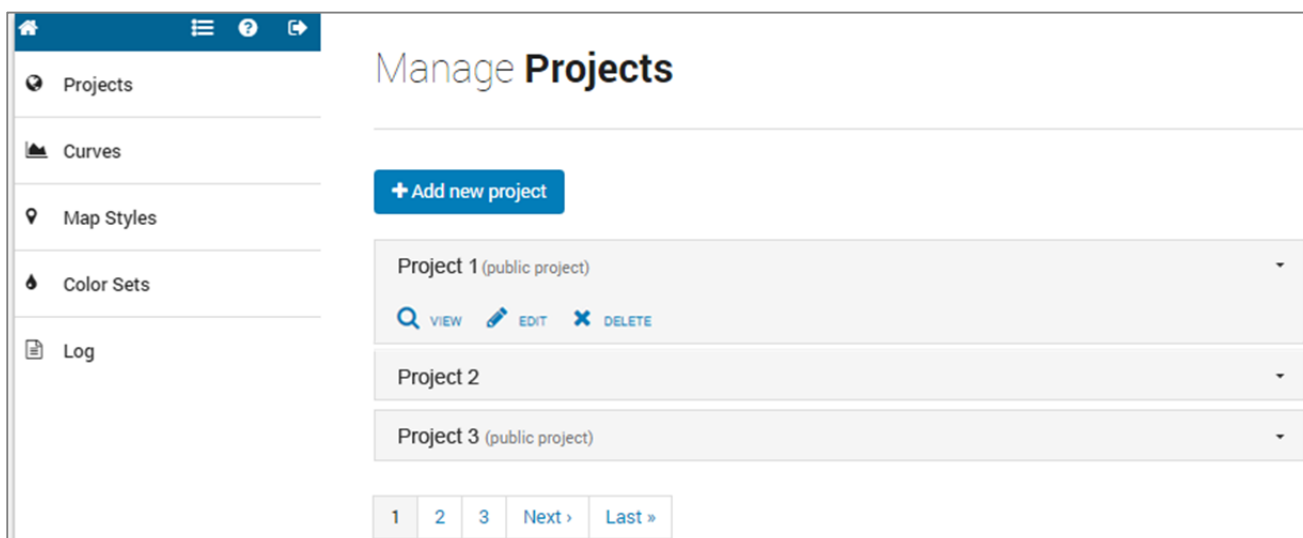 Projects
Curves
Map Styles
Color Sets
Log
Manage Projects
Add new project
Project 1 (public project)
VIEW EDIT DELETE
Project 2
Project 3 (public project)
1 2 3 Next › Last »